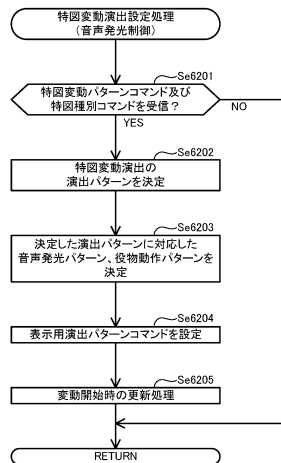 特図変動演出設定処理
(音声発光制御)
Se6201
特図変動パターンコマンド及び
特図種別コマンドを受信？
NO
YES
Se6202
特図変動演出の
演出パターンを決定
Se6203
決定した演出パターンに対応した
音声発光パターン、役物動作パターンを
決定
Se6204
表示用演出パターンコマンドを設定
Se6205
変動開始時の更新処理
RETURN